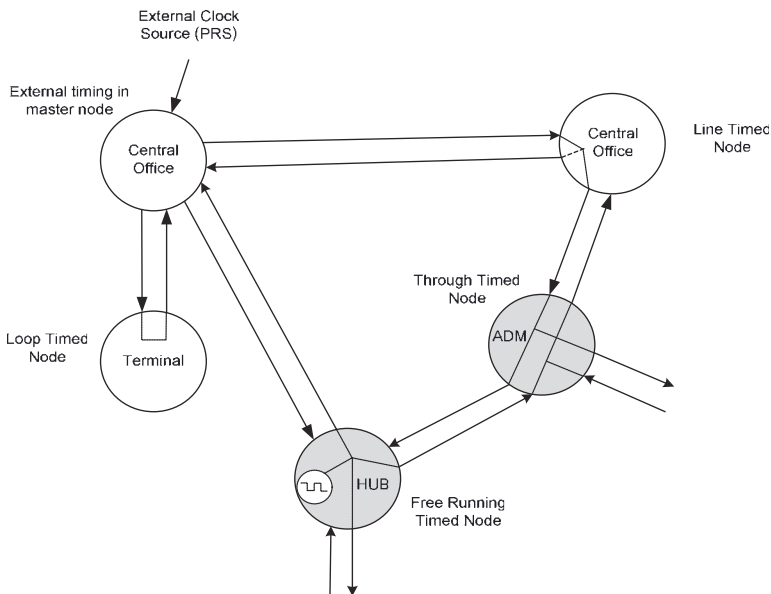 External Clock
Source (PRS)
External timing in
master node
Central
Office
Central
Office
Line Timed
Node
Through Timed
Node
ADM
Loop Timed
Node
Terminal
HUB
Free Running
Timed Node